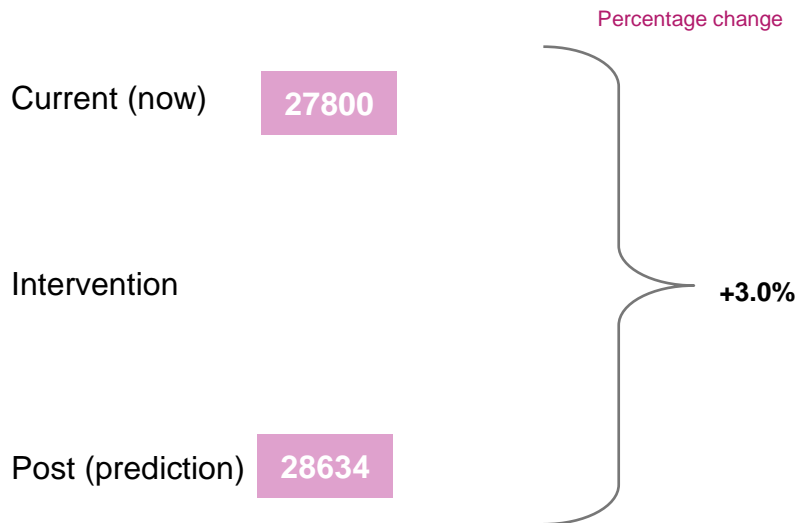 Percentage change
Current (now) 27800
Intervention
+3.0%
Post (prediction) 28634